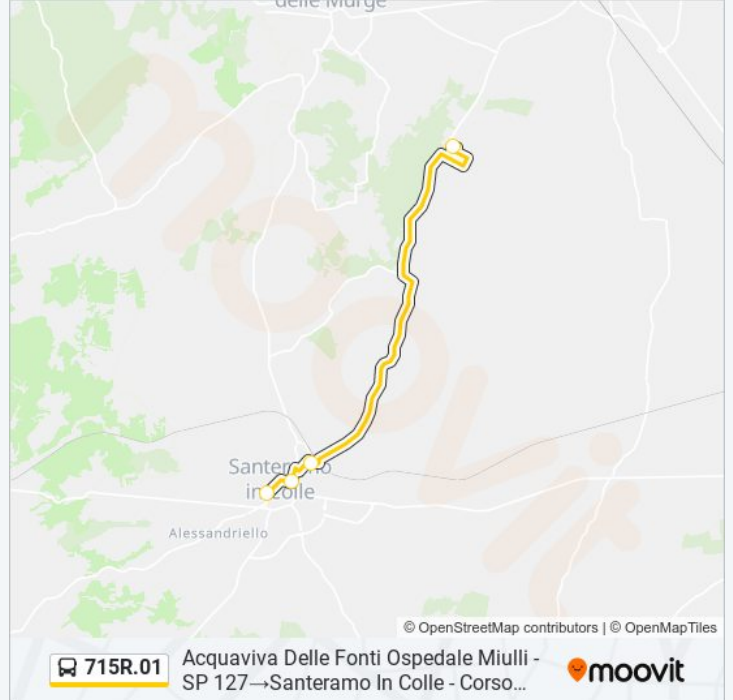 delle Murge
moovit
Santeramo
in Colle
Alessandriello
© OpenStreetMap contributors | © OpenMapTiles
715R.01
Acquaviva Delle Fonti Ospedale Miulli -
SP 127→Santeramo In Colle - Corso...
moovit